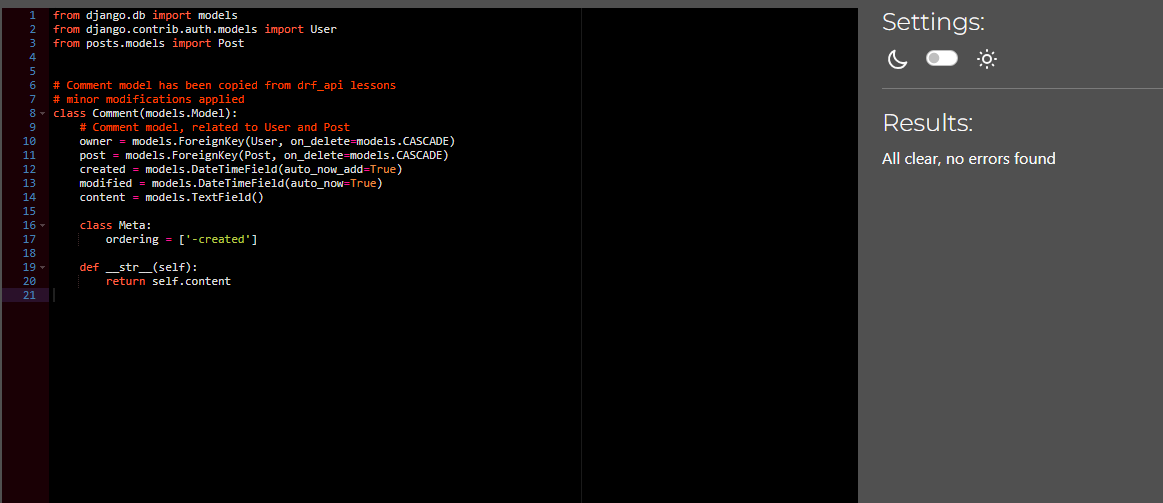 1 from django.db import models
2 from django.contrib.auth.models import User
3 from posts.models import Post
4
5
6 # Comment model has been copied from drf_api lessons
7 # minor modifications applied
8 class Comment(models.Model):
9     # Comment model, related to User and Post
10     owner = models.ForeignKey(User, on_delete=models.CASCADE)
11     post = models.ForeignKey(Post, on_delete=models.CASCADE)
12     created = models.DateTimeField(auto_now_add=True)
13     modified = models.DateTimeField(auto_now=True)
14     content = models.TextField()
15
16     class Meta:
17         ordering = ['-created']
18
19     def __str__(self):
20         return self.content
21
Settings:
Results:
All clear, no errors found